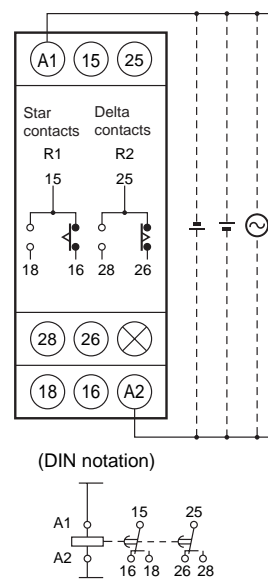 A1 15 25
Star contacts
Delta contacts
R1 R2
15 25
18 16 28 26
28 26
18 16 A2
(DIN notation)
A1 15 25
A2
16 18 26 28